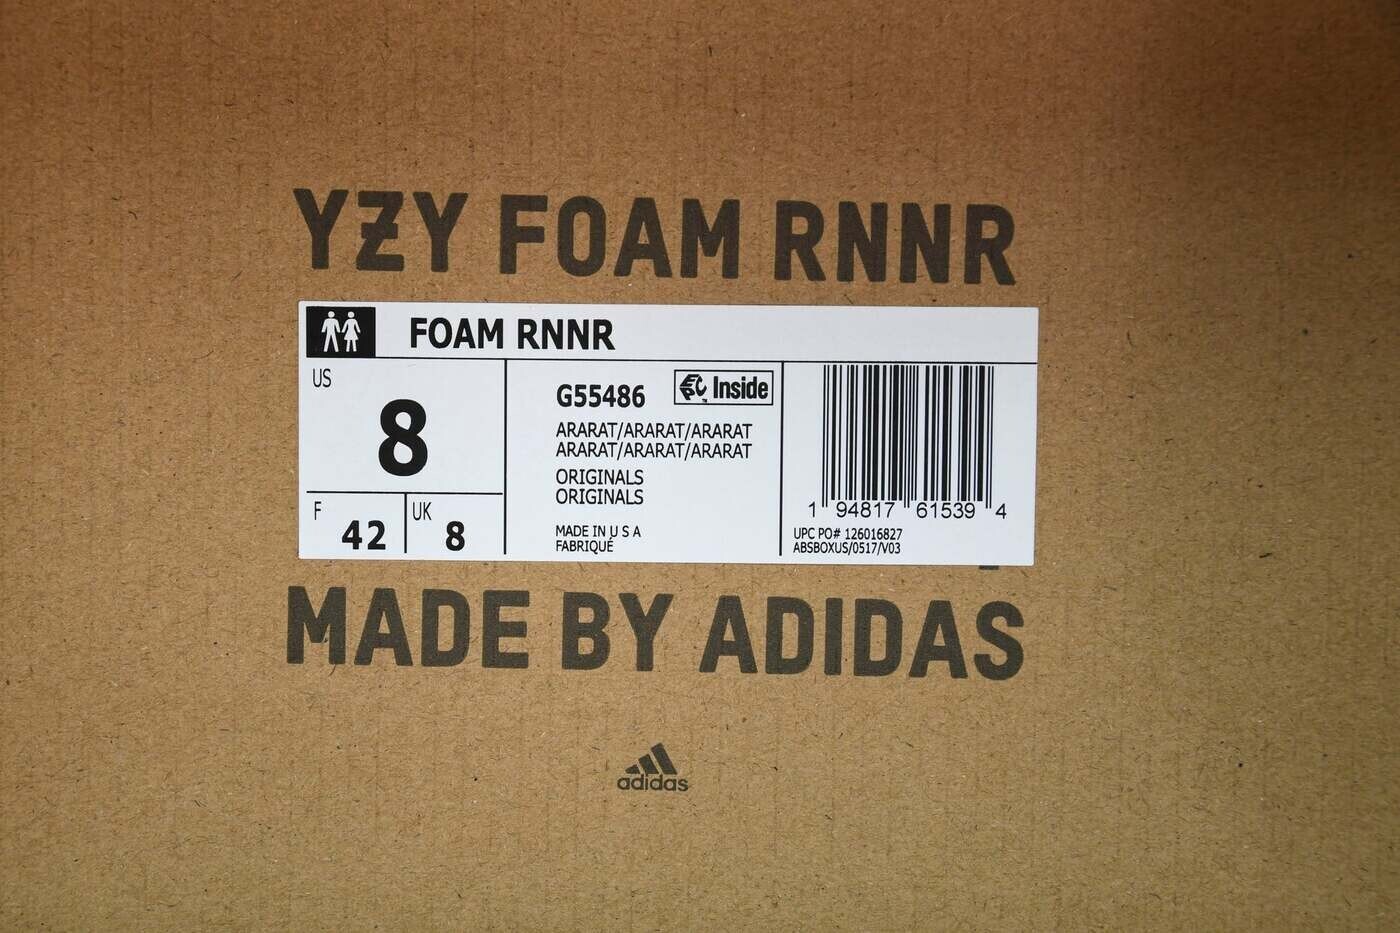 YZY FOAM RNNR
FOAM RNNR
US
8
F
42
UK
8
G55486
EPC Inside
ARARAT/ARARAT/ARARAT
ARARAT/ARARAT/ARARAT
ORIGINALS
ORIGINALS
MADE IN U S A
FABRIQUÉ
1 94817 61539 4
UPC PO# 126016827
ABSBOXUS/0517/V03
MADE BY ADIDAS
adidas